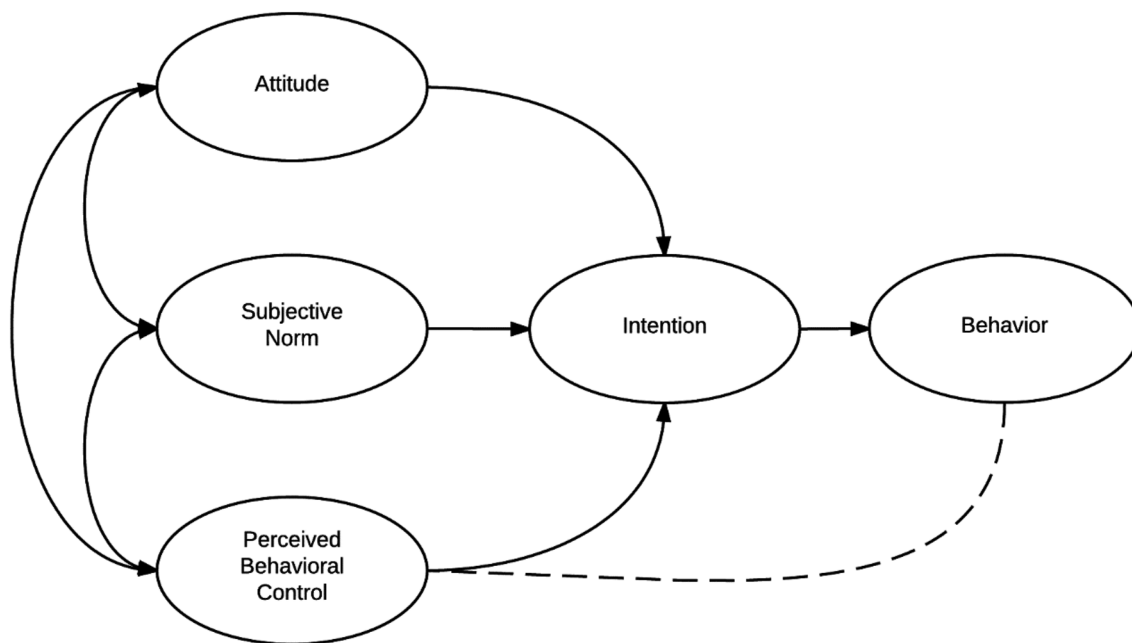 Attitude
Subjective
Norm
Intention
Behavior
Perceived
Behavioral
Control